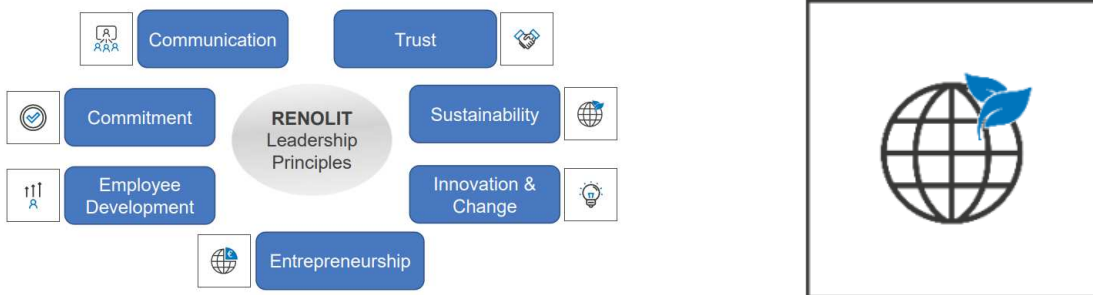 Communication
Trust
Commitment
RENOLIT
Leadership
Principles
Sustainability
Employee
Development
Innovation &
Change
€
Entrepreneurship